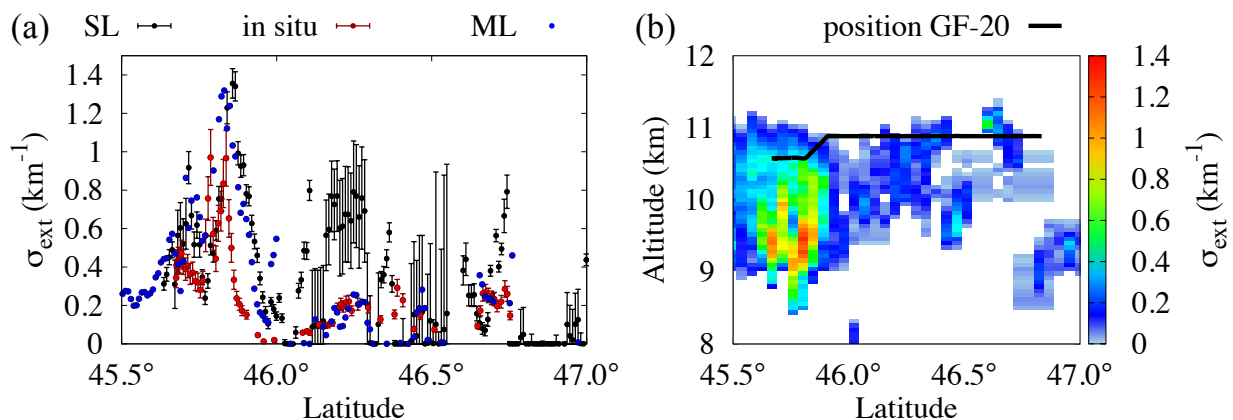 (a) SL in situ ML
1.4
1.2
1
0.8
0.6
0.4
0.2
0
σext (km-1)
45.5° 46.0° 46.5° 47.0°
Latitude
(b) position GF-20
12
11
10
9
8
Altitude (km)
45.5° 46.0° 46.5° 47.0°
Latitude
1.4
1.2
1
0.8
0.6
0.4
0.2
0
σext (km-1)